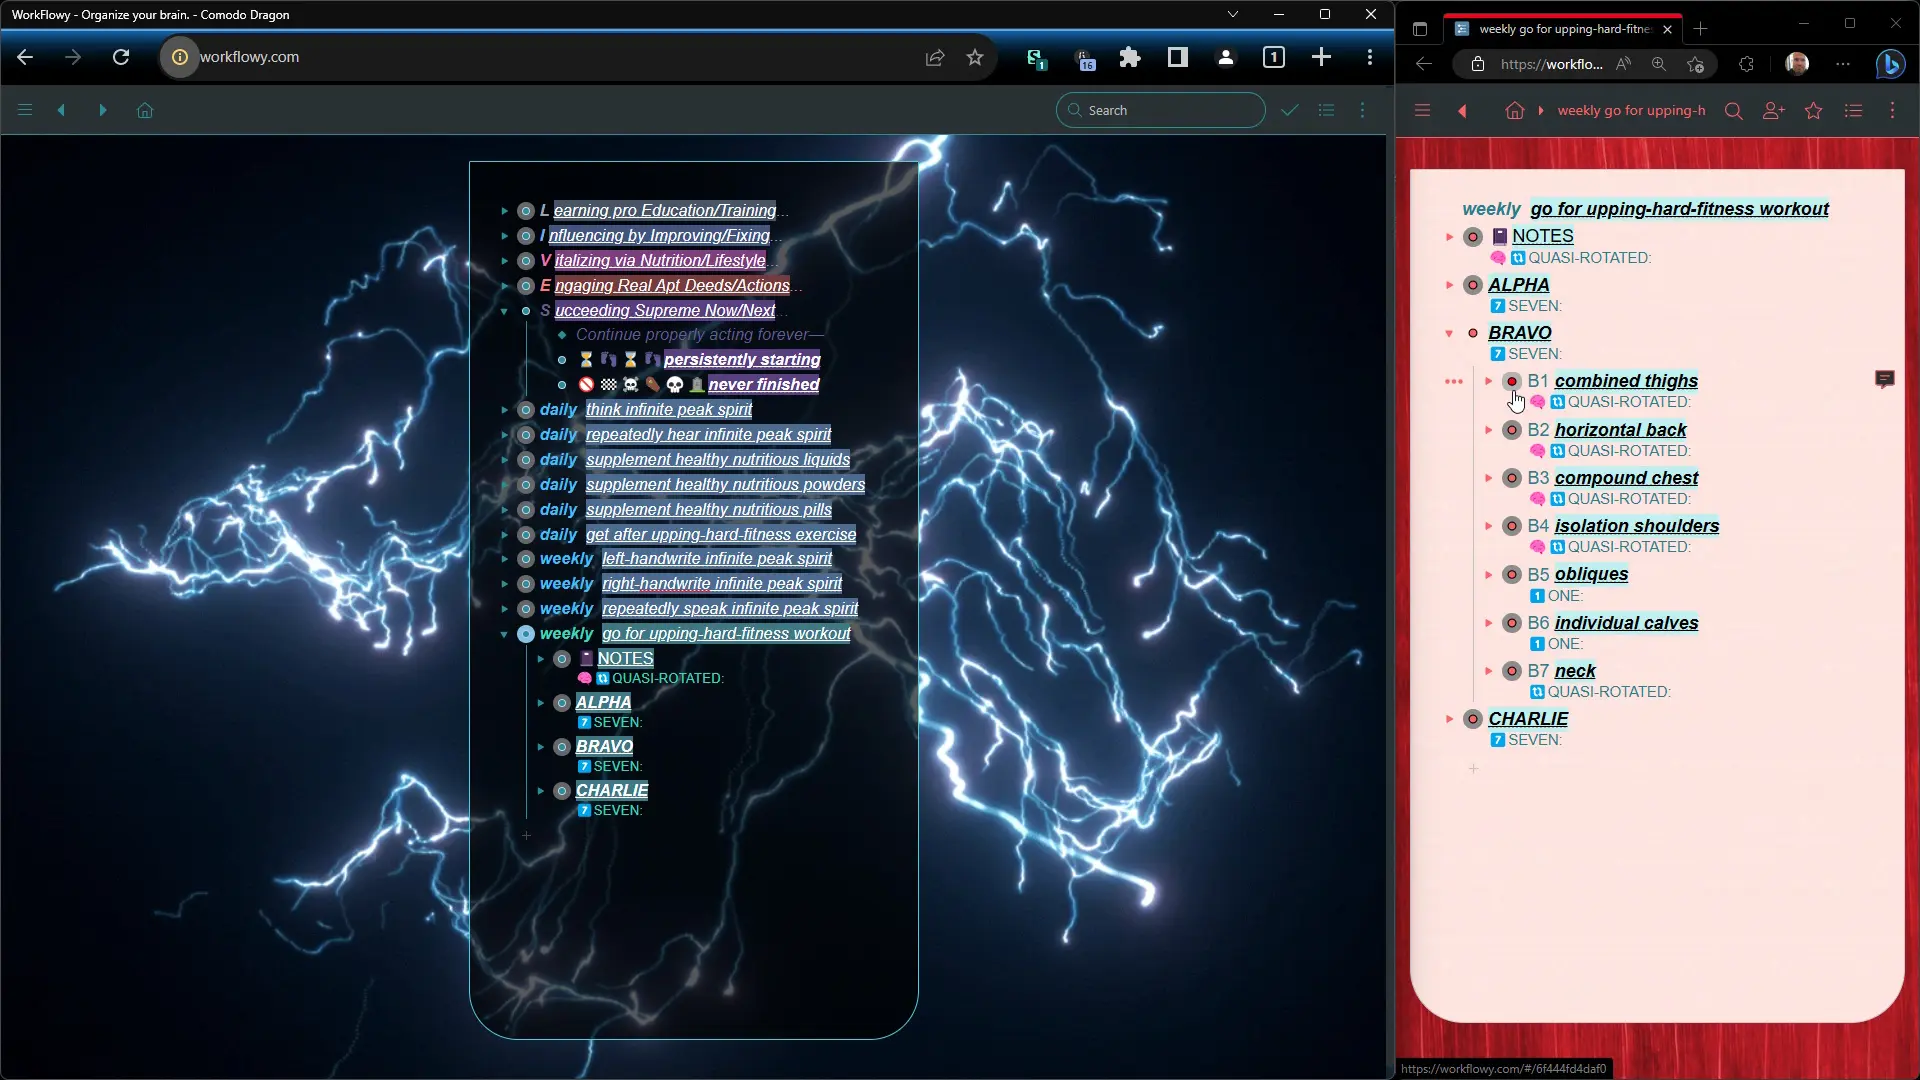 WorkFlowy - Organize your brain. - Comodo Dragon
workflowy.com
1
16
1
Search
L earning pro Education/Training...
I nfluencing by Improving/Fixing...
V italizing via Nutrition/Lifestyle...
E ngaging Real Apt Deeds/Actions...
S ucceeding Supreme Now/Next...
Continue properly acting forever—
⏳👣⌛👣persistently starting
🚫🏁☠⚰💀🪦never finished
daily think infinite peak spirit
daily repeatedly hear infinite peak spirit
daily supplement healthy nutritious liquids
daily supplement healthy nutritious powders
daily supplement healthy nutritious pills
daily get after upping-hard-fitness exercise
weekly left-handwrite infinite peak spirit
weekly right-handwrite infinite peak spirit
weekly repeatedly speak infinite peak spirit
weekly go for upping-hard-fitness workout
📓 NOTES
🧠🔃QUASI-ROTATED:
ALPHA
7️⃣SEVEN:
BRAVO
7️⃣SEVEN:
CHARLIE
7️⃣SEVEN:
weekly go for upping-hard-fitne
https://workflo...
weekly go for upping-h
weekly go for upping-hard-fitness workout
📓 NOTES
🧠🔃QUASI-ROTATED:
ALPHA
7️⃣SEVEN:
BRAVO
7️⃣SEVEN:
B1 combined thighs
🧠🔃QUASI-ROTATED:
B2 horizontal back
🧠🔃QUASI-ROTATED:
B3 compound chest
🧠🔃QUASI-ROTATED:
B4 isolation shoulders
🧠🔃QUASI-ROTATED:
B5 obliques
1️⃣ONE:
B6 individual calves
1️⃣ONE:
B7 neck
🔃QUASI-ROTATED:
CHARLIE
7️⃣SEVEN:
https://workflowy.com/#/6f444fd4daf0